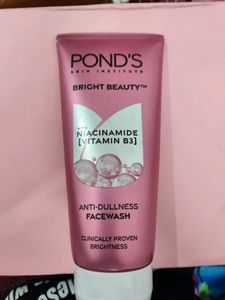 POND'S
SKIN INSTITUTE
BRIGHT BEAUTY™
NIACINAMIDE
[VITAMIN B3]
ANTI-DULLNESS
FACEWASH
CLINICALLY PROVEN
BRIGHTNESS